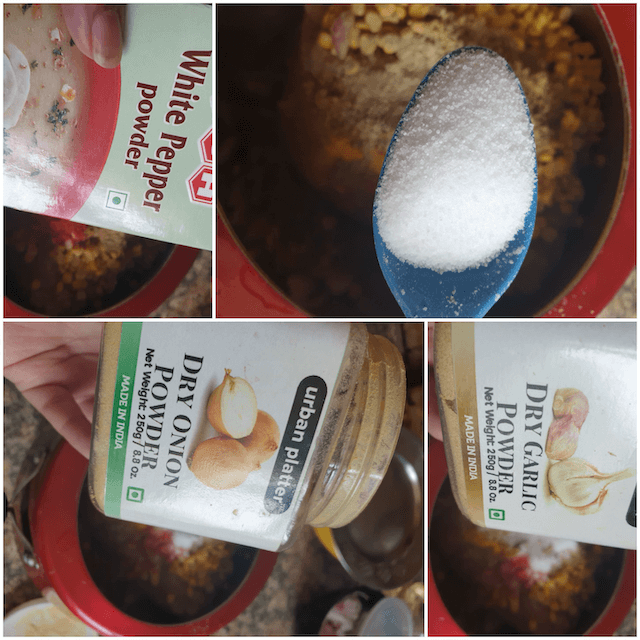 White Pepper
powder
DRY ONION
POWDER
Net Weight: 250g / 8.8 Oz.
MADE IN INDIA
urban platter
DRY GARLIC
POWDER
Net Weight: 250g / 8.8 Oz.
MADE IN INDIA